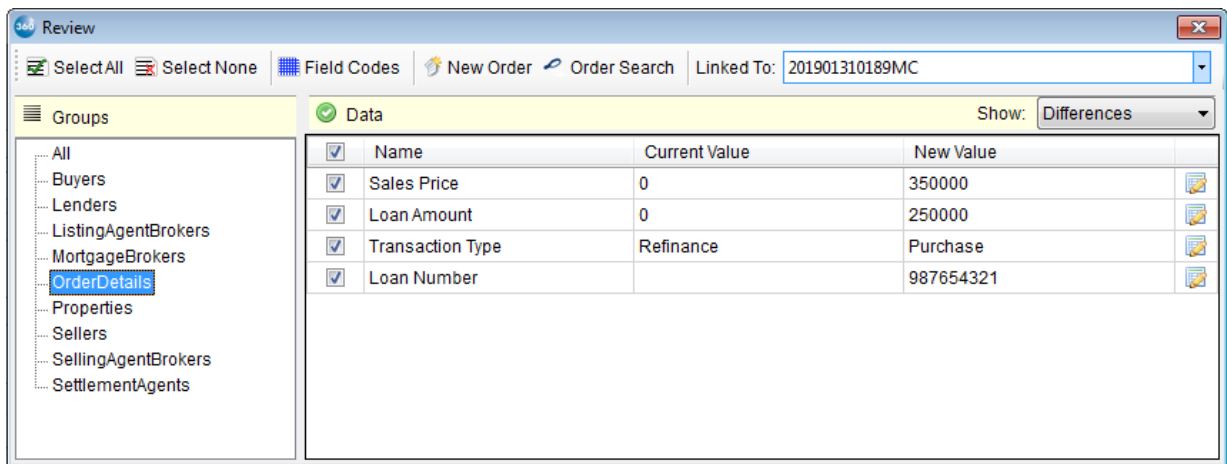 360 Review
Select All Select None Field Codes New Order Order Search Linked To: 201901310189MC
Groups
All
Buyers
Lenders
ListingAgentBrokers
MortgageBrokers
OrderDetails
Properties
Sellers
SellingAgentBrokers
SettlementAgents
Data Show: Differences
Name Current Value New Value
Sales Price 0 350000
Loan Amount 0 250000
Transaction Type Refinance Purchase
Loan Number 987654321